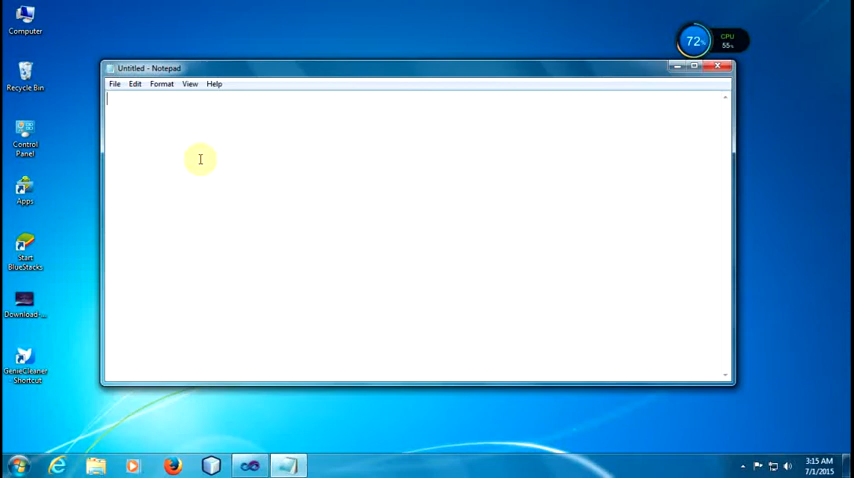 Computer
Recycle Bin
Control
Panel
Apps
Start
BlueStacks
Download-...
GenieCleaner
Shortcut
72%
CPU
55%
Untitled - Notepad
File Edit Format View Help
3:15 AM
7/1/2015